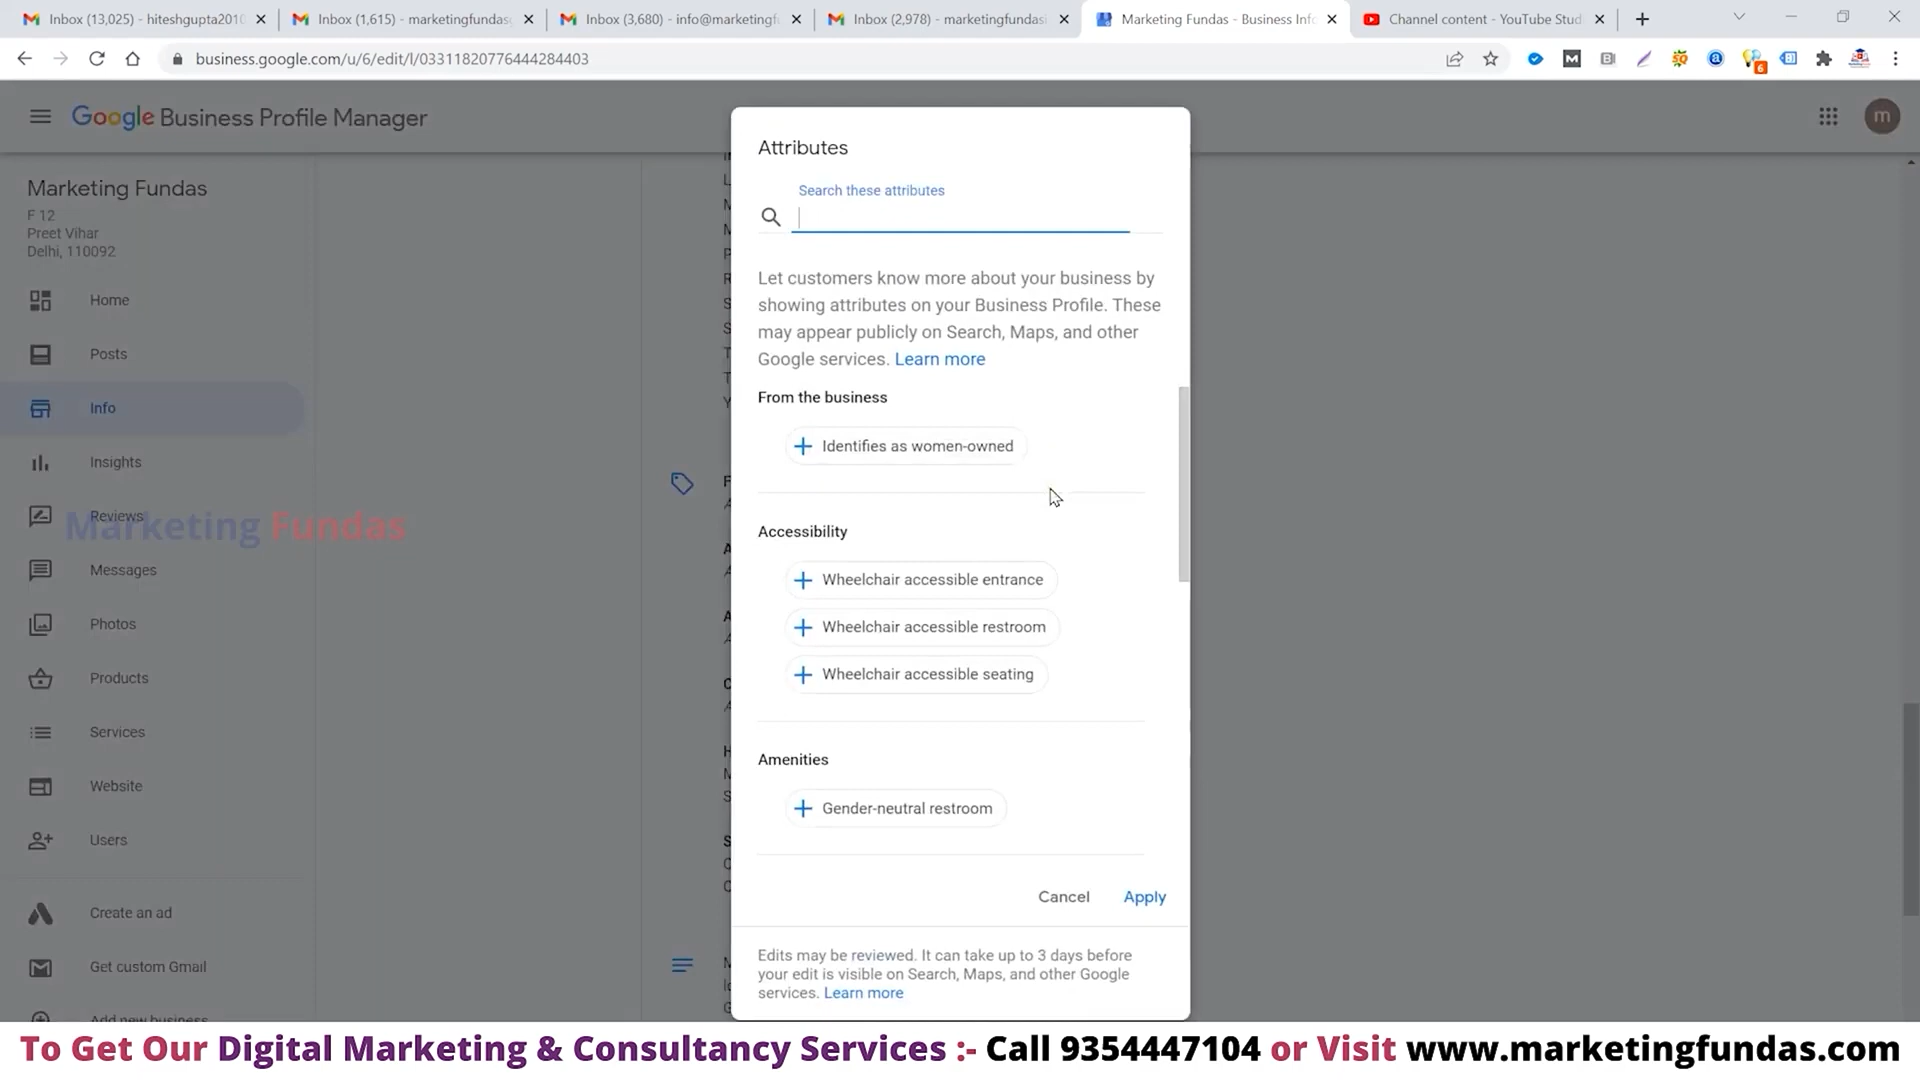 Inbox (13,025) - hiteshgupta201
Inbox (1,615) - marketingfundas
Inbox (3,680) - info@marketingf
Inbox (2,978) - marketingfundas
Marketing Fundas - Business Inf
Channel content - YouTube Stud
business.google.com/u/6/edit/l/03311820776444284403
6
Google Business Profile Manager
m
Marketing Fundas
F 12
Preet Vihar
Delhi, 110092
Home
Posts
Info
Insights
Reviews
Marketing Fundas
Messages
Photos
Products
Services
Website
Users
Create an ad
Get custom Gmail
Add new business
Attributes
Search these attributes
Let customers know more about your business by
showing attributes on your Business Profile. These
may appear publicly on Search, Maps, and other
Google services. Learn more
From the business
Identifies as women-owned
Accessibility
Wheelchair accessible entrance
Wheelchair accessible restroom
Wheelchair accessible seating
Amenities
Gender-neutral restroom
Cancel Apply
Edits may be reviewed. It can take up to 3 days before
your edit is visible on Search, Maps, and other Google
services. Learn more
To Get Our Digital Marketing & Consultancy Services :- Call 9354447104 or Visit www.marketingfundas.com